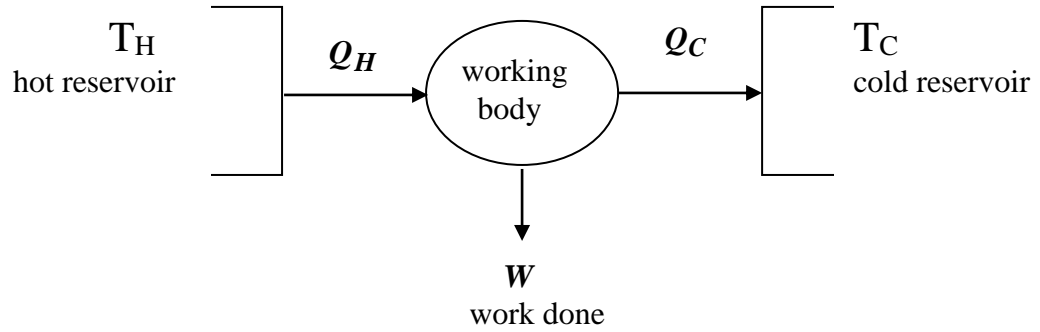 T_H
hot reservoir
Q_H
working
body
Q_C
T_C
cold reservoir
W
work done